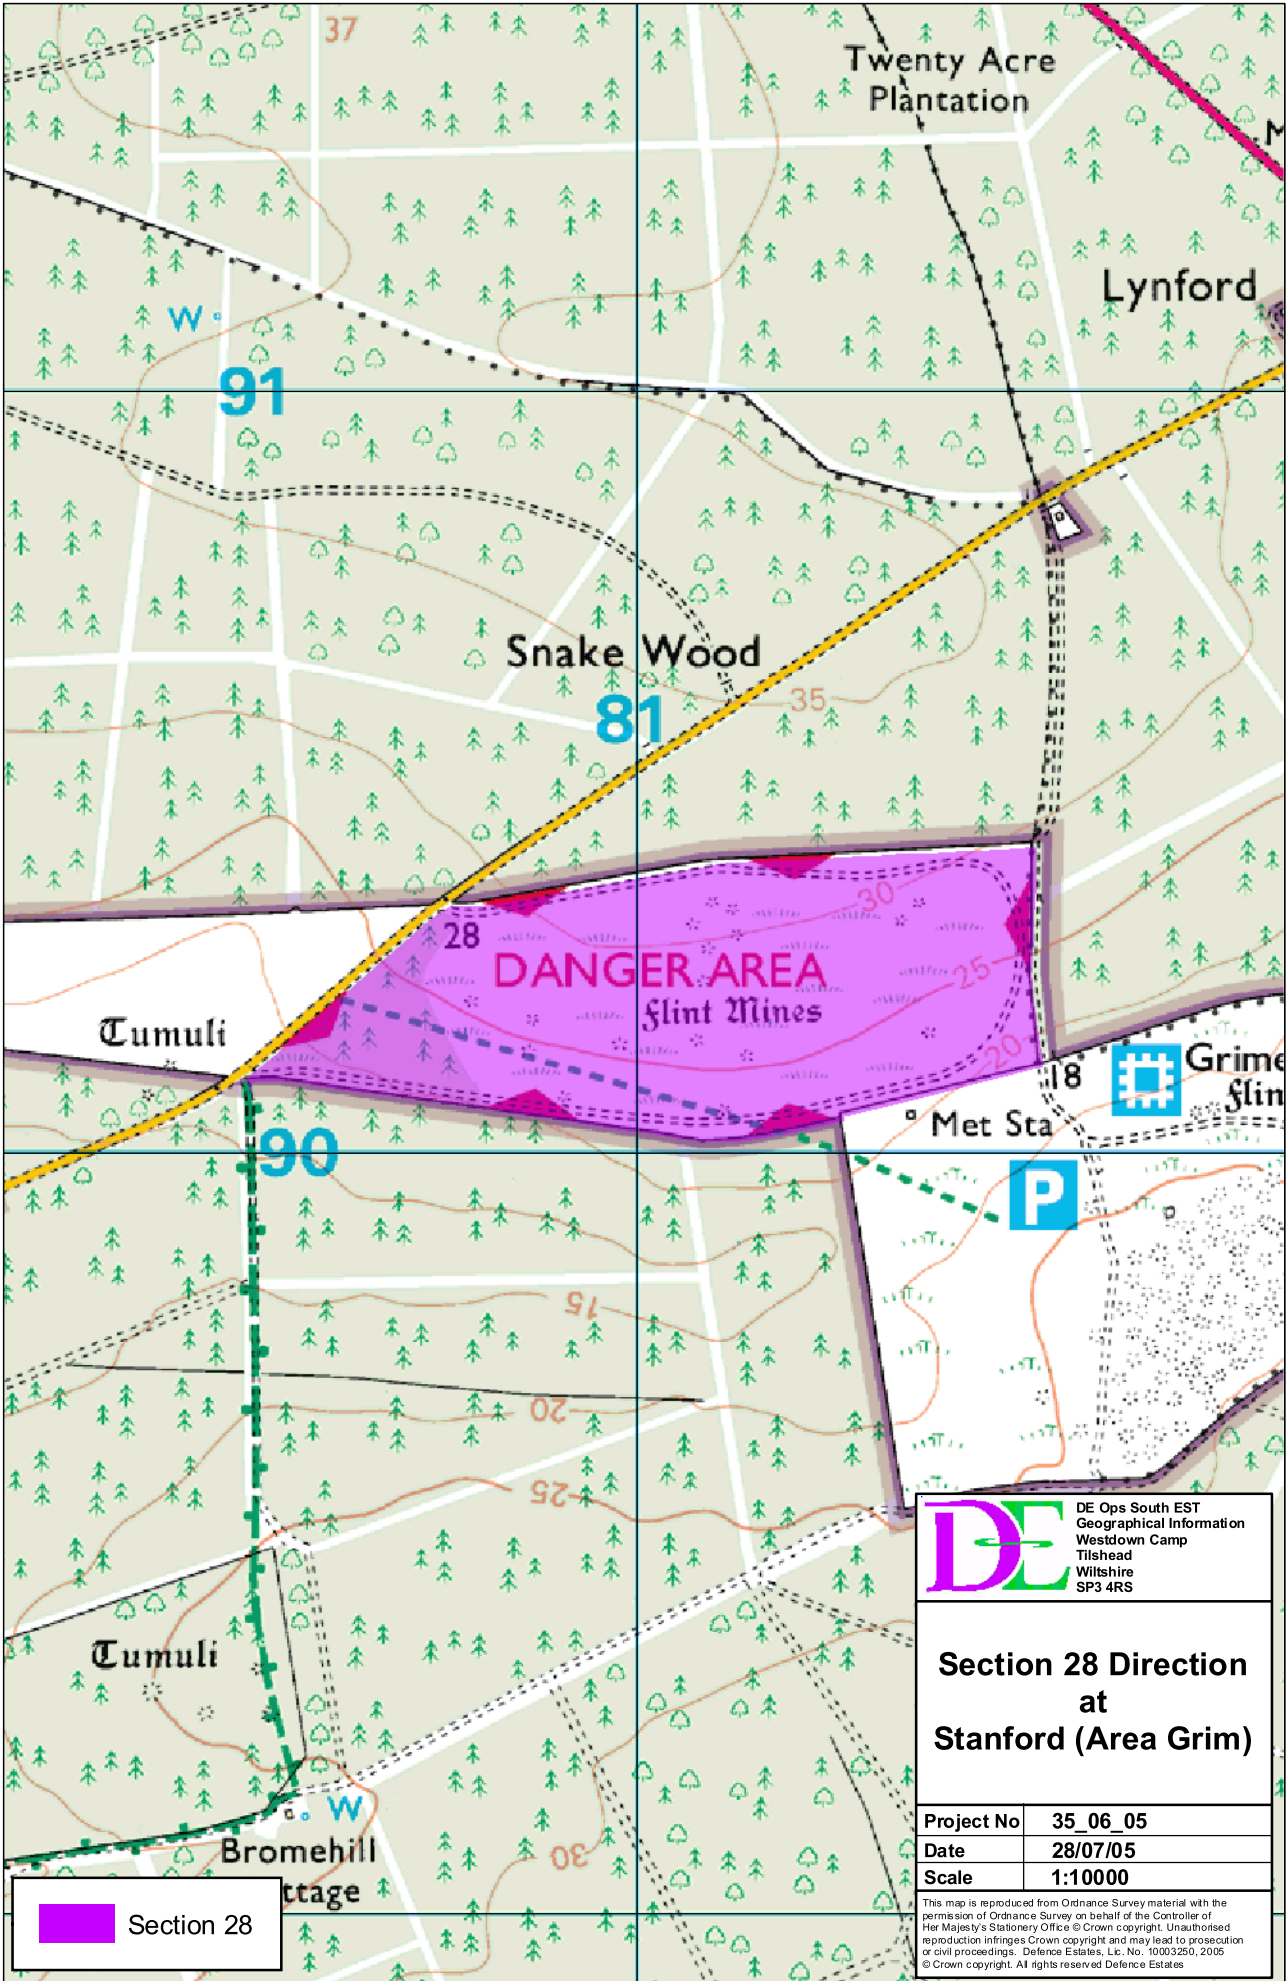 37
Twenty Acre
Plantation
M
Lynford
W
91
Snake Wood
81
35
30
28
DANGER AREA
25
Flint Mines
Tumuli
20
18
Grime
Flin
Met Sta
90
P
15
20
25
Tumuli
W
Bromehill
ttage
30
Section 28
DE
DE Ops South EST
Geographical Information
Westdown Camp
Tilshead
Wiltshire
SP3 4RS
Section 28 Direction
at
Stanford (Area Grim)
Project No 35_06_05
Date 28/07/05
Scale 1:10000
This map is reproduced from Ordnance Survey material with the
permission of Ordnance Survey on behalf of the Controller of
Her Majesty's Stationery Office © Crown copyright. Unauthorised
reproduction infringes Crown copyright and may lead to prosecution
or civil proceedings. Defence Estates, Lic. No. 10003250, 2005
© Crown copyright. All rights reserved Defence Estates